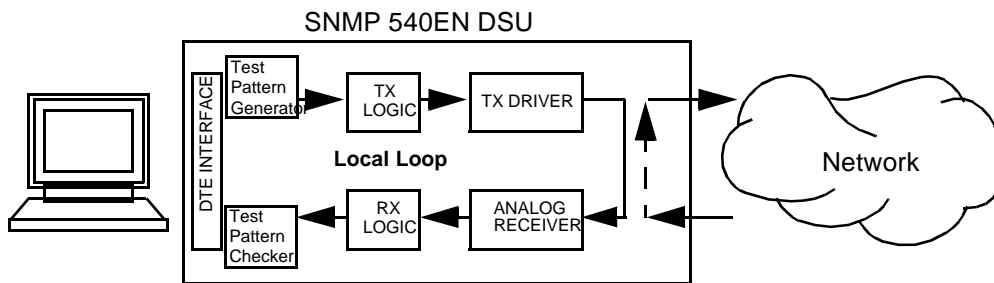 SNMP 540EN DSU
DTE INTERFACE
Test
Pattern
Generator
TX
LOGIC
TX DRIVER
Local Loop
Network
Test
Pattern
Checker
RX
LOGIC
ANALOG
RECEIVER